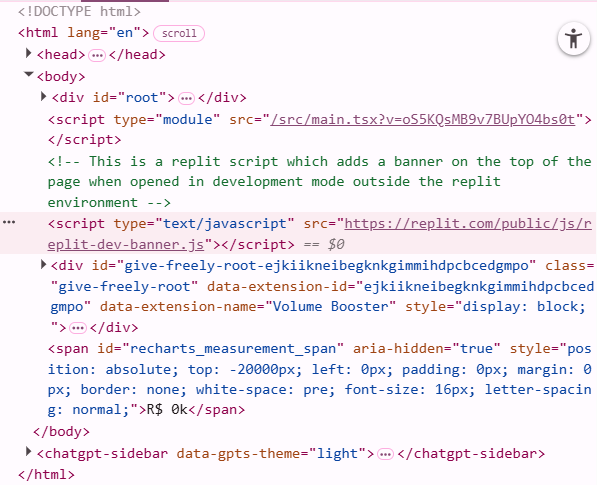 <!DOCTYPE html>
<html lang="en"> scroll
<head> ··· </head>
<body>
<div id="root"> ··· </div>
<script type="module" src="/src/main.tsx?v=oS5KQsMB9v7BUpYO4bs0t">
</script>
<!-- This is a replit script which adds a banner on the top of the
page when opened in development mode outside the replit
environment -->
··· <script type="text/javascript" src="https://replit.com/public/js/r
eplit-dev-banner.js"></script> == $0
<div id="give-freely-root-ejkiikneibegknkgimmihdpcbcedgmpo" class=
"give-freely-root" data-extension-id="ejkiikneibegknkgimmihdpcbced
gmpo" data-extension-name="Volume Booster" style="display: block;
"> ··· </div>
<span id="recharts_measurement_span" aria-hidden="true" style="pos
ition: absolute; top: -20000px; left: 0px; padding: 0px; margin: 0
px; border: none; white-space: pre; font-size: 16px; letter-spacin
g: normal;">R$ 0k</span>
</body>
<chatgpt-sidebar data-gpts-theme="light"> ··· </chatgpt-sidebar>
</html>